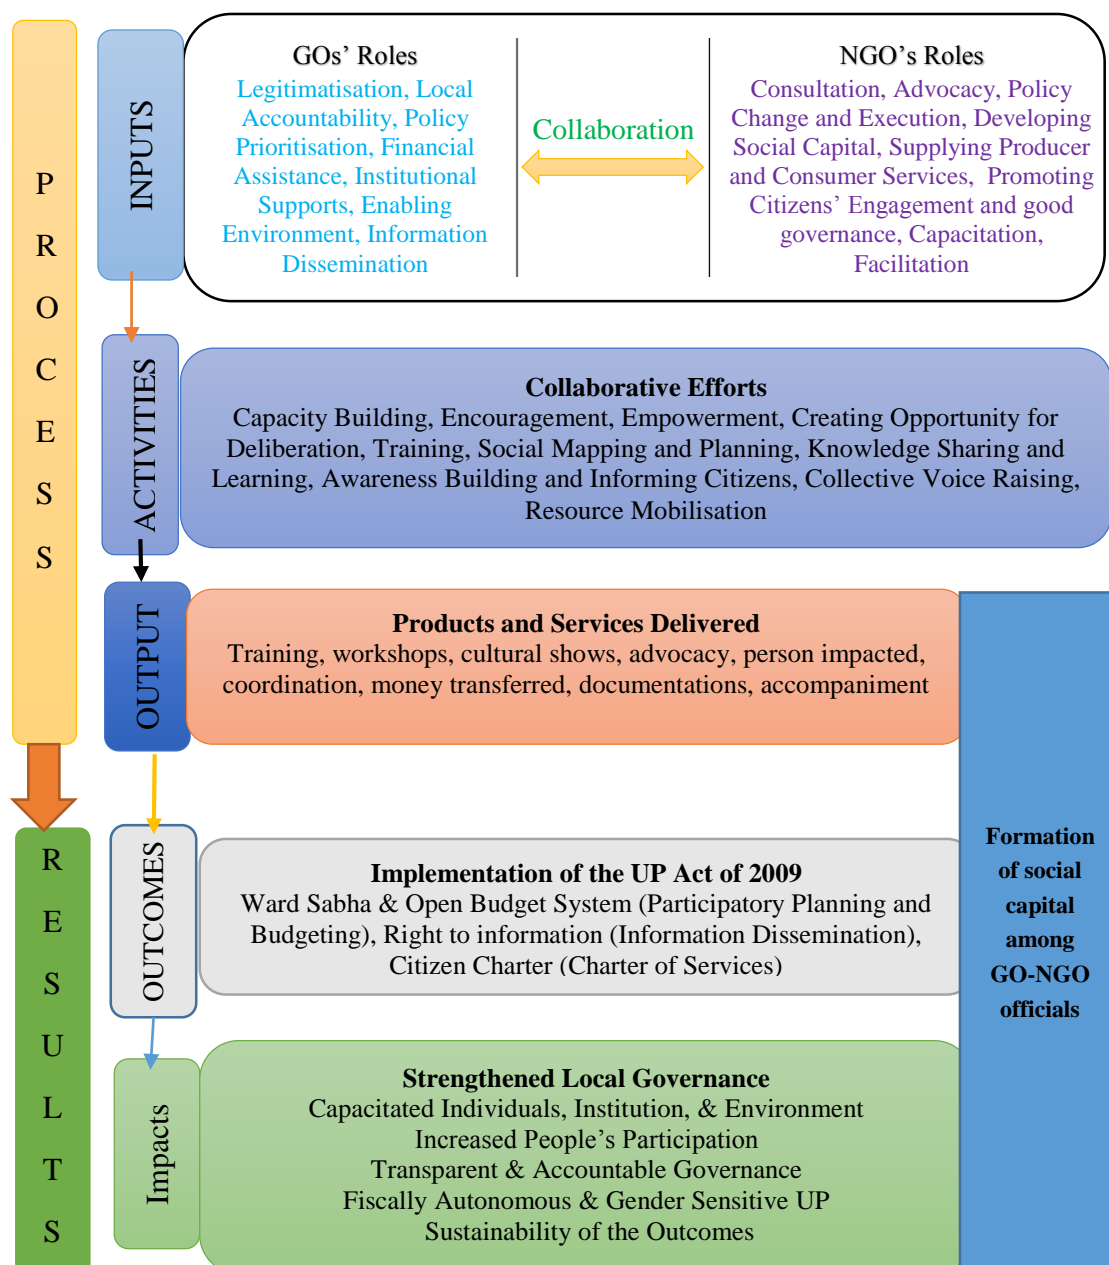 PROCESS
INPUTS
GOs' Roles
Legitimatisation, Local
Accountability, Policy
Prioritisation, Financial
Assistance, Institutional
Supports, Enabling
Environment, Information
Dissemination
Collaboration
NGO's Roles
Consultation, Advocacy, Policy
Change and Execution, Developing
Social Capital, Supplying Producer
and Consumer Services, Promoting
Citizens' Engagement and good
governance, Capacitation,
Facilitation
ACTIVITIES
Collaborative Efforts
Capacity Building, Encouragement, Empowerment, Creating Opportunity for
Deliberation, Training, Social Mapping and Planning, Knowledge Sharing and
Learning, Awareness Building and Informing Citizens, Collective Voice Raising,
Resource Mobilisation
OUTPUT
Products and Services Delivered
Training, workshops, cultural shows, advocacy, person impacted,
coordination, money transferred, documentations, accompaniment
RESULTS
OUTCOMES
Implementation of the UP Act of 2009
Ward Sabha & Open Budget System (Participatory Planning and
Budgeting), Right to information (Information Dissemination),
Citizen Charter (Charter of Services)
Formation
of social
capital
among
GO-NGO
officials
Impacts
Strengthened Local Governance
Capacitated Individuals, Institution, & Environment
Increased People's Participation
Transparent & Accountable Governance
Fiscally Autonomous & Gender Sensitive UP
Sustainability of the Outcomes